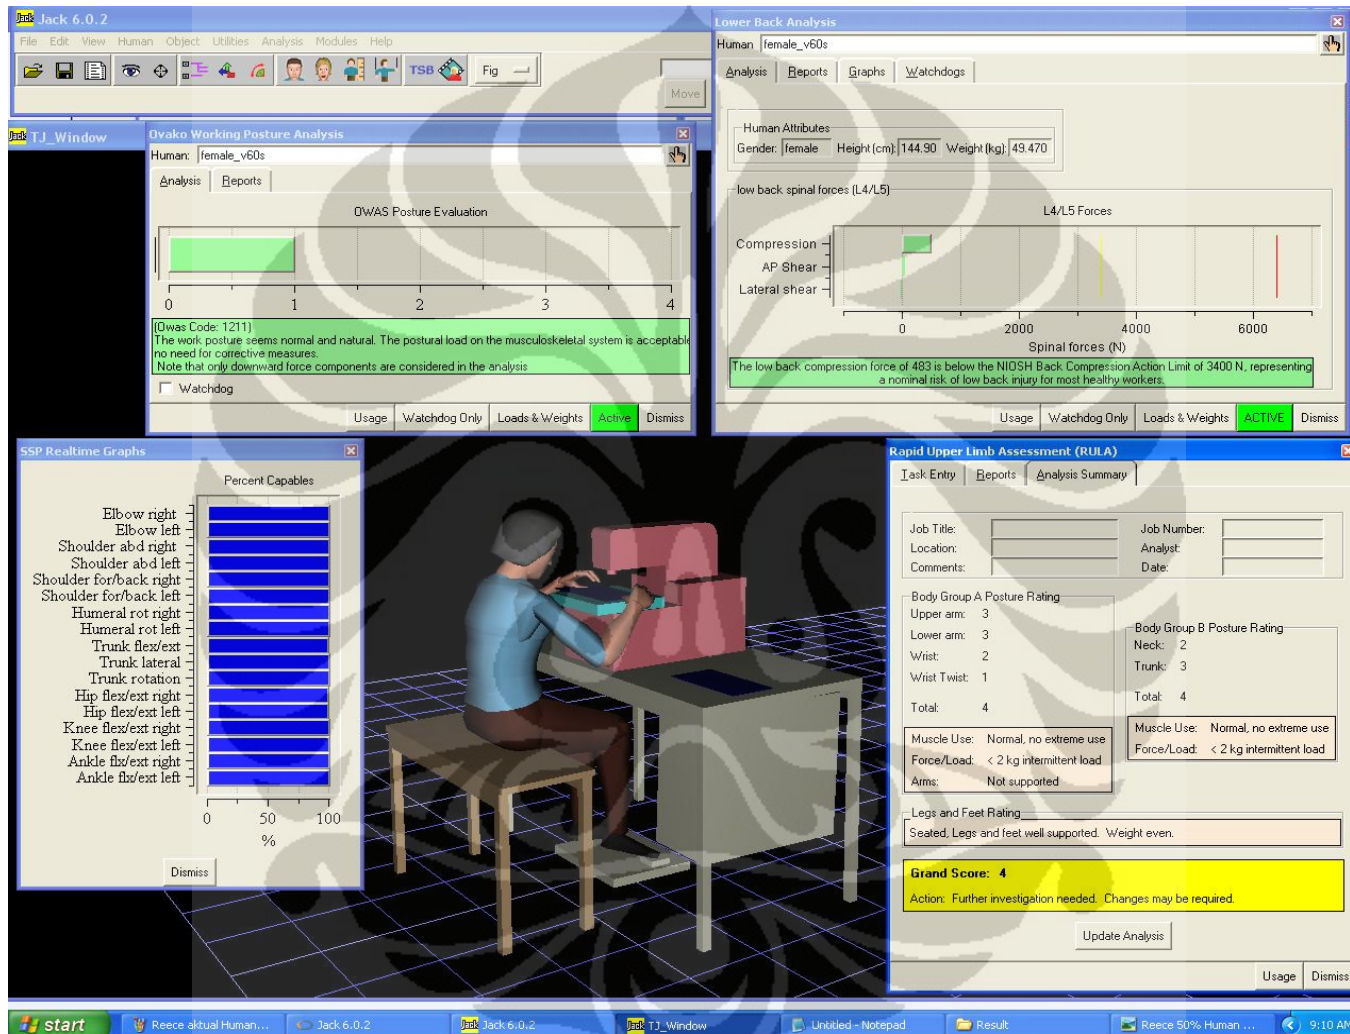 Jack Jack 6.0.2
File Edit View Human Object Utilities Analysis Modules Help
TSB Fig
Move
Jack TJ_Window
Ovako Working Posture Analysis
Human: female_v60s
Analysis Reports
OWAS Posture Evaluation
0 1 2 3 4
(Owas Code: 1211)
The work posture seems normal and natural. The postural load on the musculoskeletal system is acceptable
no need for corrective measures.
Note that only downward force components are considered in the analysis
Watchdog
Usage Watchdog Only Loads & Weights Active Dismiss
Lower Back Analysis
Human female_v60s
Analysis Reports Graphs Watchdogs
Human Attributes
Gender: female Height (cm): 144.90 Weight (kg): 49.470
low back spinal forces (L4/L5)
L4/L5 Forces
Compression
AP Shear
Lateral shear
0 2000 4000 6000
Spinal forces (N)
The low back compression force of 483 is below the NIOSH Back Compression Action Limit of 3400 N, representing
a nominal risk of low back injury for most healthy workers.
Usage Watchdog Only Loads & Weights ACTIVE Dismiss
SSP Realtime Graphs
Percent Capables
Elbow right
Elbow left
Shoulder abd right
Shoulder abd left
Shoulder for/back right
Shoulder for/back left
Humeral rot right
Humeral rot left
Trunk flex/ext
Trunk lateral
Trunk rotation
Hip flex/ext right
Hip flex/ext left
Knee flex/ext right
Knee flex/ext left
Ankle flx/ext right
Ankle flx/ext left
0 50 100
%
Dismiss
Rapid Upper Limb Assessment (RULA)
Task Entry Reports Analysis Summary
Job Title: Job Number:
Location: Analyst:
Comments: Date:
Body Group A Posture Rating
Upper arm: 3
Lower arm: 3
Wrist: 2
Wrist Twist: 1
Total: 4
Muscle Use: Normal, no extreme use
Force/Load: < 2 kg intermittent load
Arms: Not supported
Body Group B Posture Rating
Neck: 2
Trunk: 3
Total: 4
Muscle Use: Normal, no extreme use
Force/Load: < 2 kg intermittent load
Legs and Feet Rating
Seated, Legs and feet well supported. Weight even.
Grand Score: 4
Action: Further investigation needed. Changes may be required.
Update Analysis
Usage Dismiss
start Reece aktual Human... Jack 6.0.2 Jack Jack 6.0.2 Jack TJ_Window Untitled - Notepad Result Reece 50% Human ... 9:10 AM